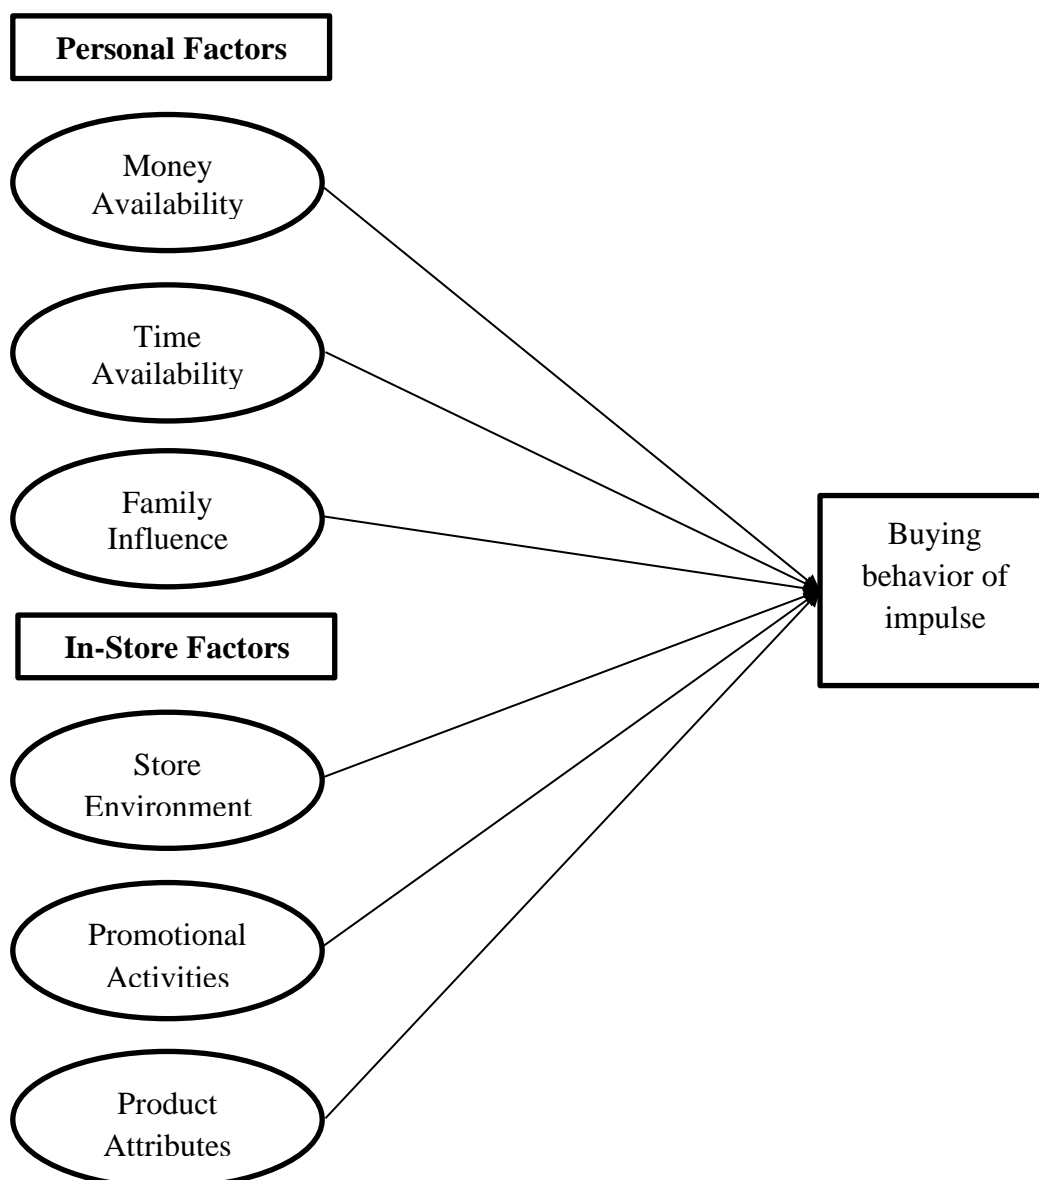 Personal Factors
Money
Availability
Time
Availability
Family
Influence
In-Store Factors
Store
Environment
Promotional
Activities
Product
Attributes
Buying
behavior of
impulse